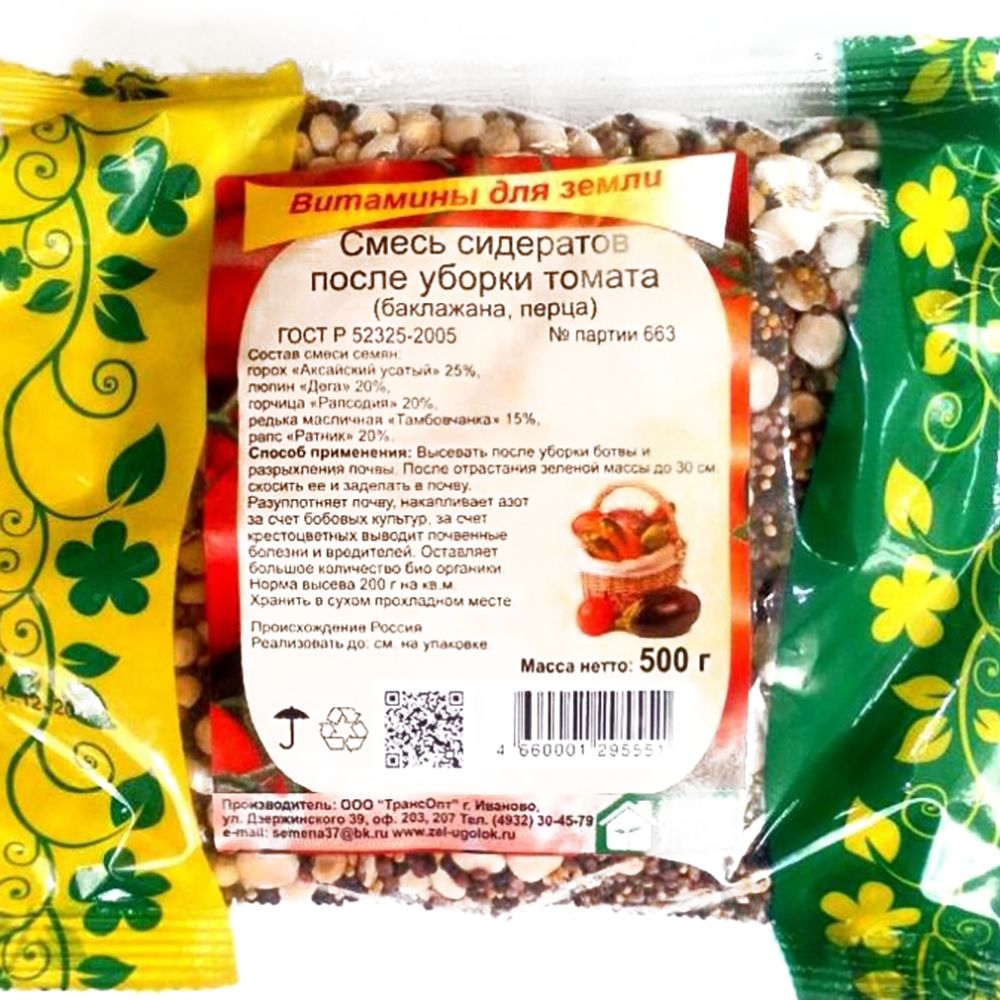 Витамины для земли
Смесь сидератов
после уборки томата
(баклажана, перца)
ГОСТ Р 52325-2005 № партии 663
Состав смеси семян:
горох «Аксайский усатый» 25%,
люпин «Дега» 20%,
горчица «Рапсодия» 20%,
редька масличная «Тамбовчанка» 15%,
рапс «Ратник» 20%.
Способ применения: Высевать после уборки ботвы и
разрыхления почвы. После отрастания зеленой массы до 30 см.
скосить ее и заделать в почву.
Разуплотняет почву, накапливает азот
за счет бобовых культур, за счет
крестоцветных выводит почвенные
болезни и вредителей. Оставляет
большое количество био органики.
Норма высева 200 г на кв.м.
Хранить в сухом прохладном месте
Происхождение Россия
Реализовать до: см. на упаковке.
Масса нетто: 500 г
4 660001 295551
Производитель: ООО "ТрансОпт" г. Иваново,
ул. Дзержинского 39, оф. 203, 207 Тел. (4932) 30-45-79
e-mail: semena37@bk.ru www.zel-ugolok.ru